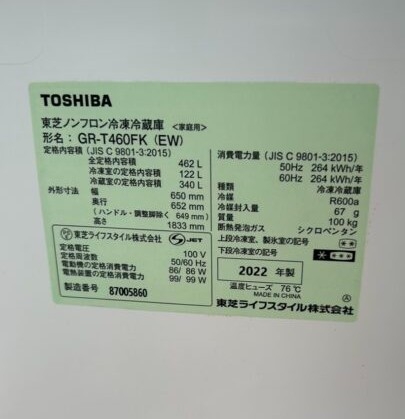 TOSHIBA
東芝ノンフロン冷凍冷蔵庫 <家庭用>
形名: GR-T460FK (EW)
定格内容積 (JIS C 9801-3:2015)
全定格内容積 462 L
冷凍室の定格内容積 122 L
冷蔵室の定格内容積 340 L
外形寸法 幅 650 mm
奥行 652 mm
(ハンドル・調整脚除く 649 mm)
高さ 1833 mm
東芝ライフスタイル株式会社 S JET
定格電圧 100 V
定格周波数 50/60 Hz
電動機の定格消費電力 86/ 86 W
電熱装置の定格消費電力 99/ 99 W
製造番号 87005860
消費電力量 (JIS C 9801-3:2015)
50Hz 264 kWh/年
60Hz 264 kWh/年
種類 冷凍冷蔵庫
冷媒 R600a
冷媒封入量 67 g
質量 100 kg
断熱発泡ガス シクロペンタン
上段冷凍室、製氷室の記号 **
下段冷凍室の記号 ****
2022 年製
温度ヒューズ 76℃
MADE IN CHINA Ⓐ
東芝ライフスタイル株式会社